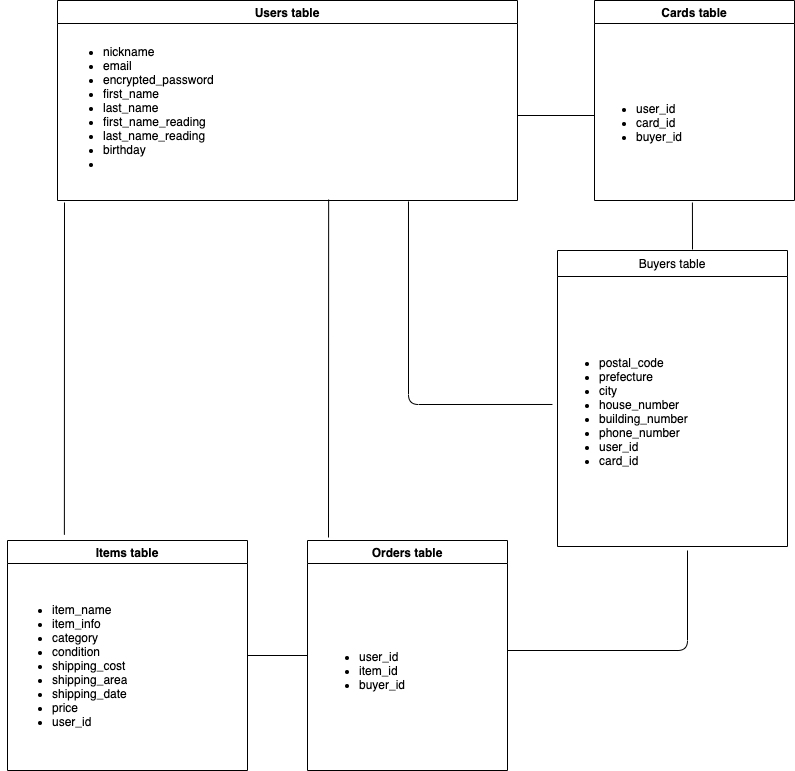 Users table
nickname
email
encrypted_password
first_name
last_name
first_name_reading
last_name_reading
birthday
Cards table
user_id
card_id
buyer_id
Buyers table
postal_code
prefecture
city
house_number
building_number
phone_number
user_id
card_id
Items table
item_name
item_info
category
condition
shipping_cost
shipping_area
shipping_date
price
user_id
Orders table
user_id
item_id
buyer_id